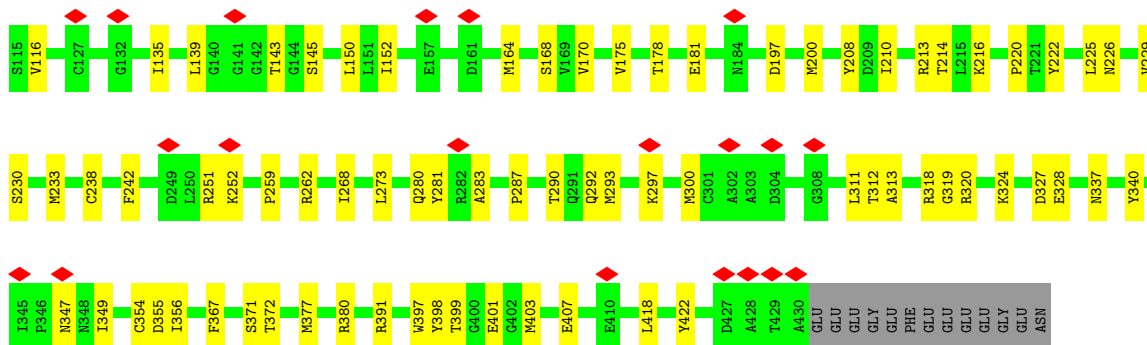 S115 V116 C127 G132 I135 L139 G140 G141 G142 T143 G144 S145 L150 L151 I152 E157 D161 M164 S168 V169 V170 V175 T178 E181 N184 D197 M200 Y208 D209 I210 R213 T214 L215 K216 P220 T221 Y222 L225 N226
S230 M233 C238 F242 D249 L250 R251 K252 P259 R262 I268 L273 Q280 Y281 R282 A283 P287 T290 Q291 Q292 M293 K297 M300 C301 A302 A303 D304 G308 L311 T312 A313 R318 G319 R320 K324 D327 E328 N337 Y340
I345 P346 N347 N348 I349 C354 D355 I356 F367 S371 T372 M377 R380 R391 W397 Y398 T399 G400 E401 G402 M403 E407 E410 L418 Y422 D427 A428 T429 A430 GLU GLU GLU GLY GLU PHE GLU GLU GLU GLU GLY GLU ASN